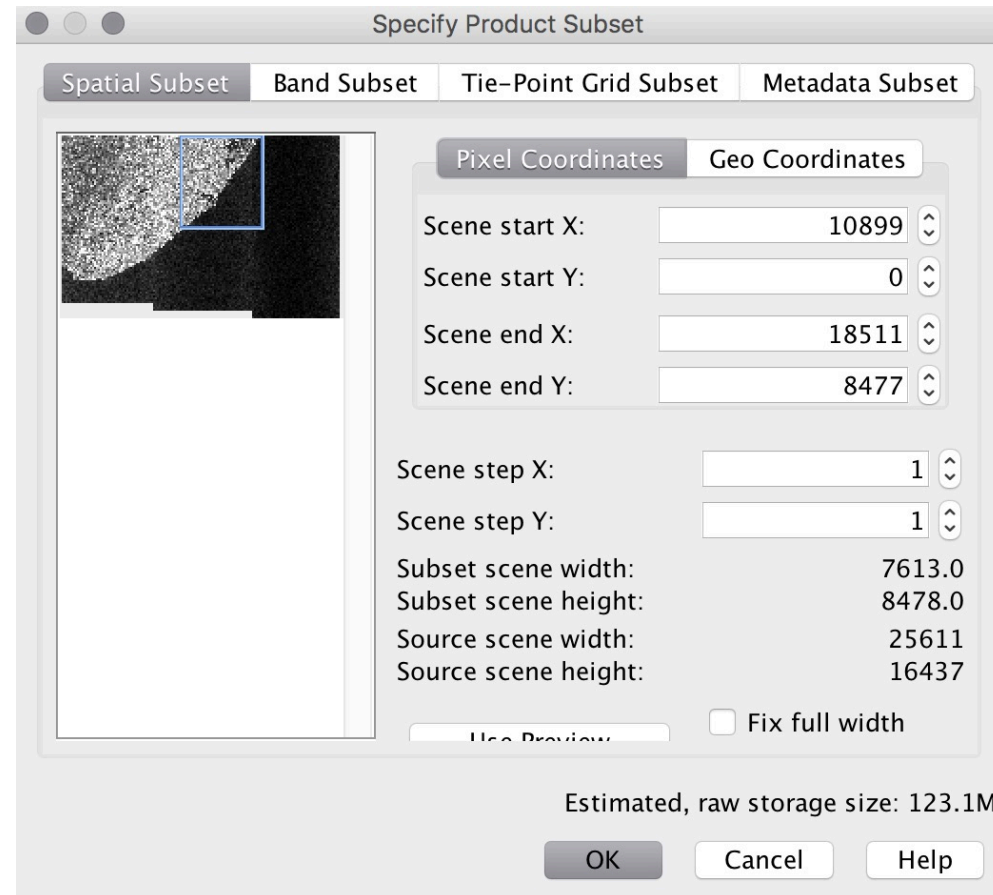 Specify Product Subset
Spatial Subset Band Subset Tie-Point Grid Subset Metadata Subset
Pixel Coordinates Geo Coordinates
Scene start X: 10899
Scene start Y: 0
Scene end X: 18511
Scene end Y: 8477
Scene step X: 1
Scene step Y: 1
Subset scene width: 7613.0
Subset scene height: 8478.0
Source scene width: 25611
Source scene height: 16437
Use Preview
Fix full width
Estimated, raw storage size: 123.1M
OK Cancel Help